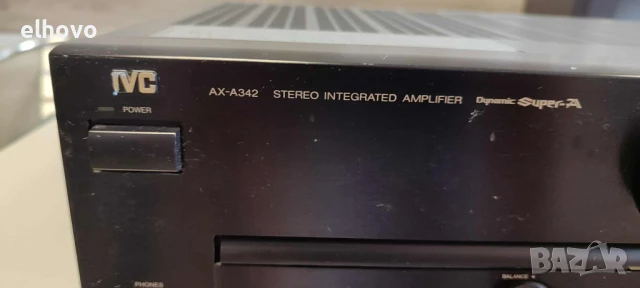 elhovo
JVC
AX-A342 STEREO INTEGRATED AMPLIFIER Dynamic Super-A
POWER
BALANCE
PHONES
bazar